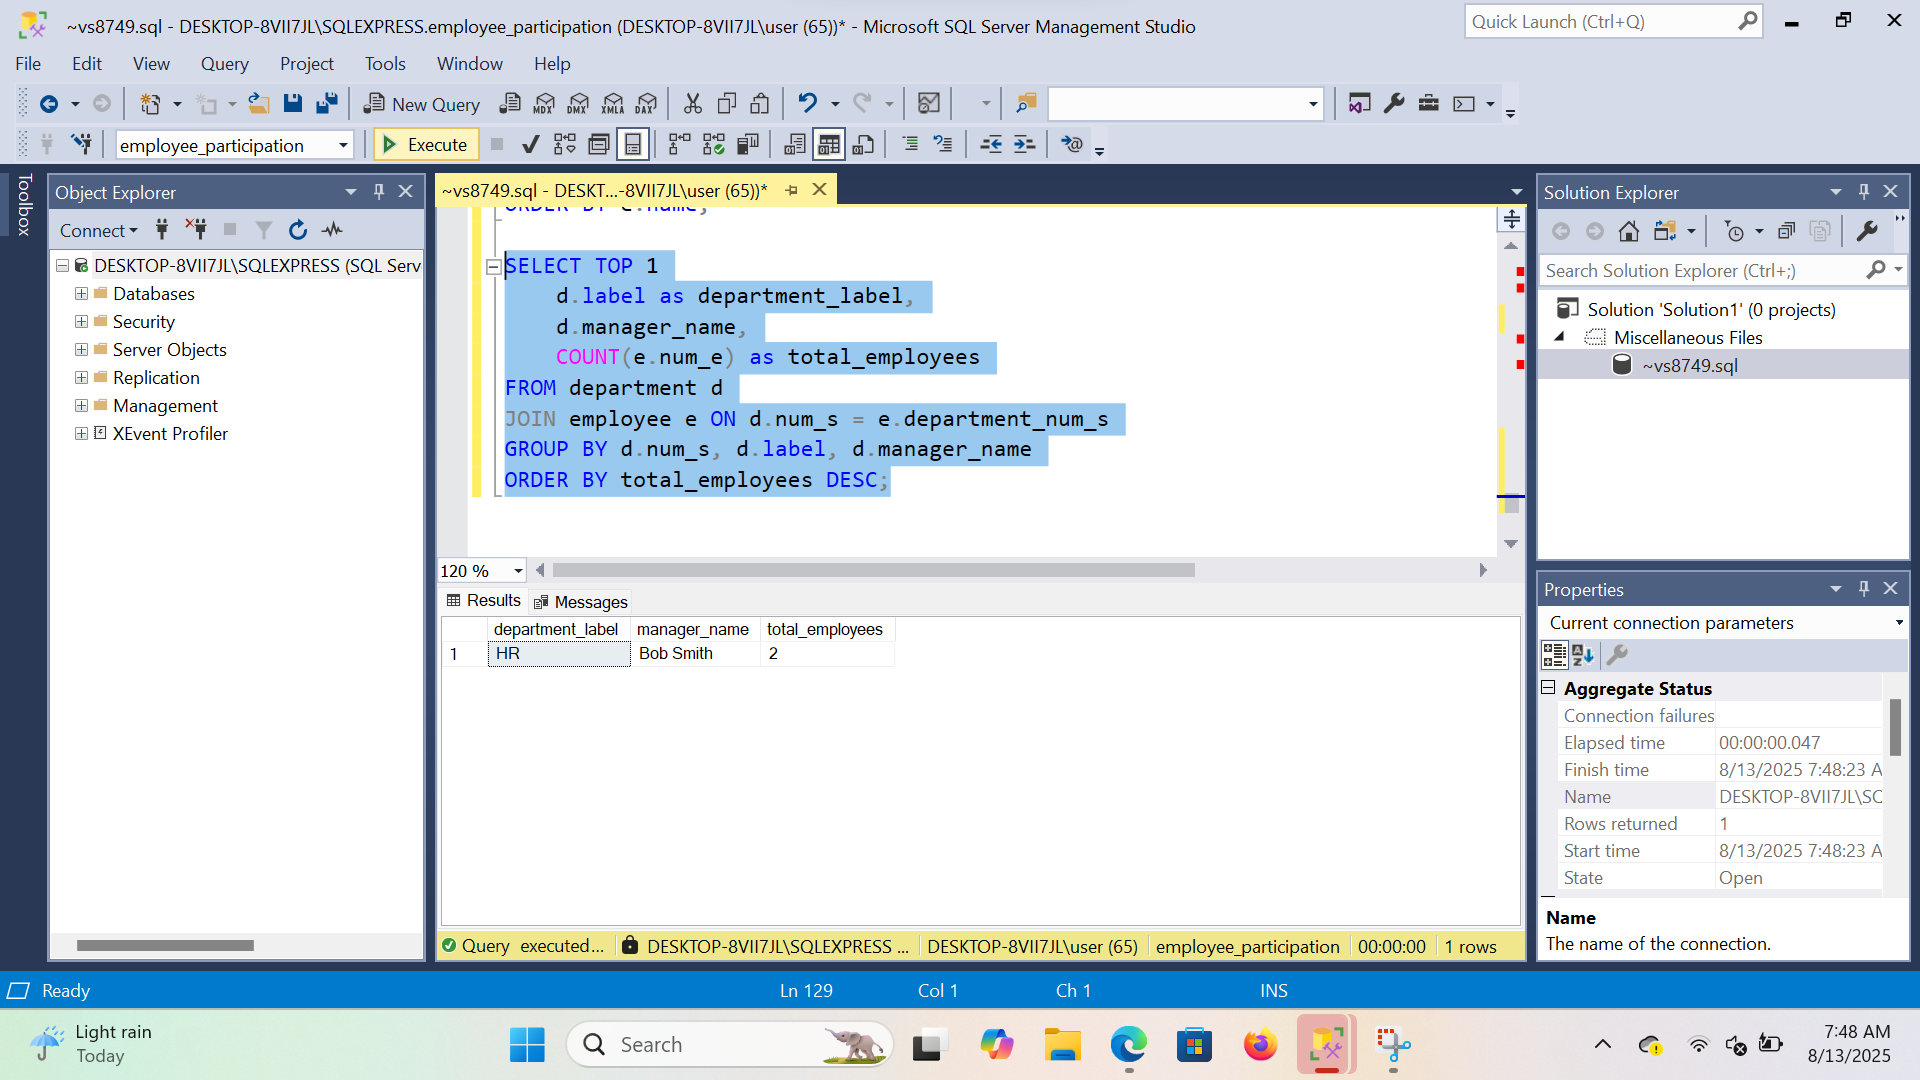 ~vs8749.sql - DESKTOP-8VII7JL\SQLEXPRESS.employee_participation (DESKTOP-8VII7JL\user (65))* - Microsoft SQL Server Management Studio
Quick Launch (Ctrl+Q)
File Edit View Query Project Tools Window Help
New Query MDX DMX XMLA DAX
employee_participation Execute
Toolbox
Object Explorer
Connect
DESKTOP-8VII7JL\SQLEXPRESS (SQL Serv
Databases
Security
Server Objects
Replication
Management
XEvent Profiler
~vs8749.sql - DESKT...-8VII7JL\user (65))*
ORDER BY e.name;
SELECT TOP 1
d.label as department_label,
d.manager_name,
COUNT(e.num_e) as total_employees
FROM department d
JOIN employee e ON d.num_s = e.department_num_s
GROUP BY d.num_s, d.label, d.manager_name
ORDER BY total_employees DESC;
120 %
Results Messages
department_label manager_name total_employees
1 HR Bob Smith 2
Query executed... DESKTOP-8VII7JL\SQLEXPRESS ... DESKTOP-8VII7JL\user (65) employee_participation 00:00:00 1 rows
Solution Explorer
Search Solution Explorer (Ctrl+;)
Solution 'Solution1' (0 projects)
Miscellaneous Files
~vs8749.sql
Properties
Current connection parameters
Aggregate Status
Connection failures
Elapsed time 00:00:00.047
Finish time 8/13/2025 7:48:23 A
Name DESKTOP-8VII7JL\SC
Rows returned 1
Start time 8/13/2025 7:48:23 A
State Open
Name
The name of the connection.
Ready Ln 129 Col 1 Ch 1 INS
Light rain
Today
Search
7:48 AM
8/13/2025